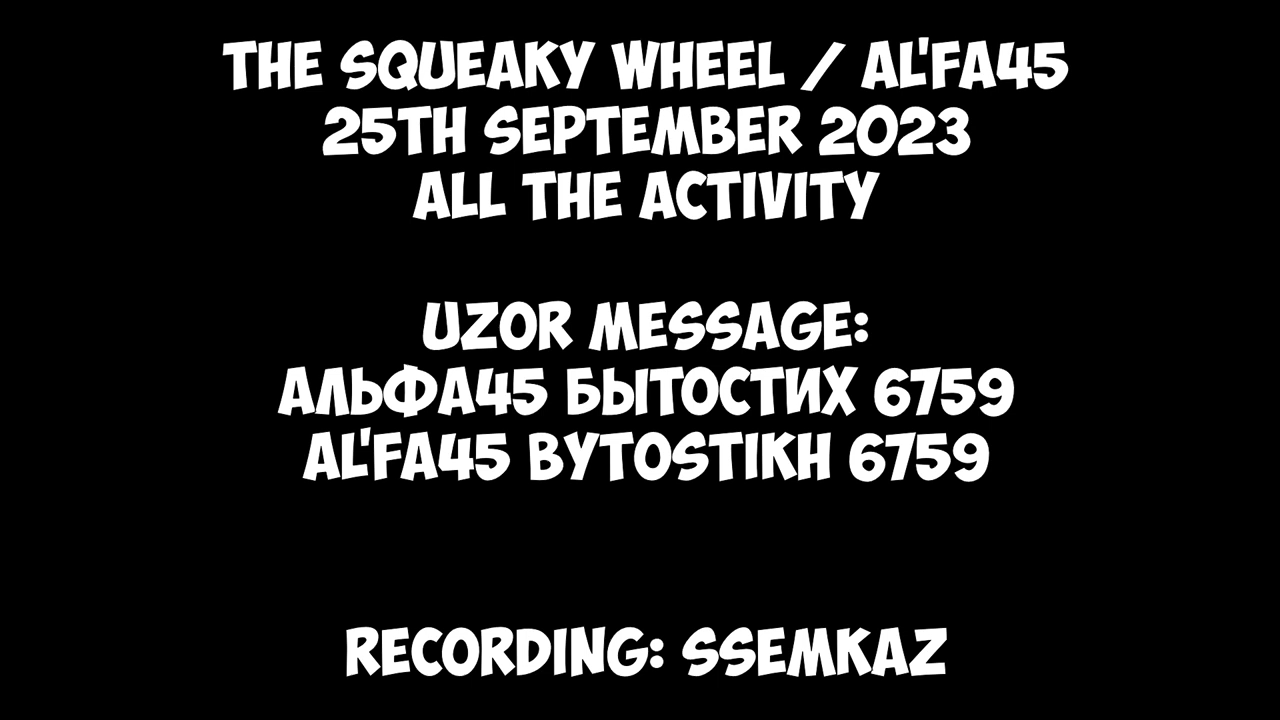 THE SQUEAKY WHEEL / AL'FA45
25TH SEPTEMBER 2023
ALL THE ACTIVITY
UZOR MESSAGE:
АЛЬФА45 БЫТОСТИХ 6759
AL'FA45 BYTOSTIKH 6759
RECORDING: SSEMKAZ